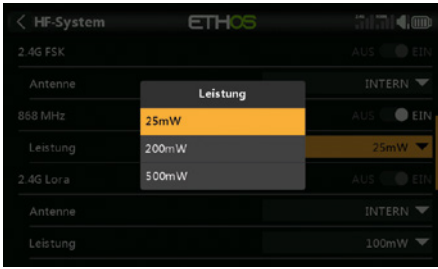 HF-System
ETHOS
2.4G FSK
AUS EIN
Antenne
INTERN
Leistung
868 MHz
AUS EIN
25mW
Leistung
25mW
200mW
2.4G Lora
AUS EIN
500mW
Antenne
INTERN
Leistung
100mW